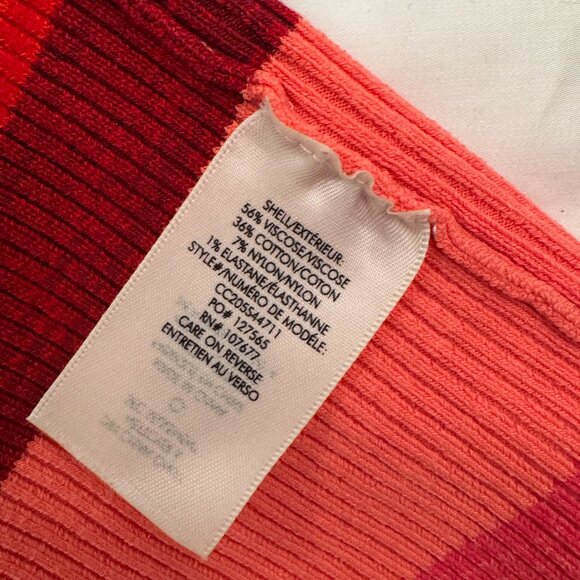 SHELL/EXTÉRIEUR:
56% VISCOSE/VISCOSE
36% COTTON/COTON
7% NYLON/NYLON
1% ELASTANE/ÉLASTHANNE
STYLE#/NUMÉRO DE MODÈLE:
CC205S44711
PO# 127565
RN# 107677
CARE ON REVERSE
ENTRETIEN AU VERSO